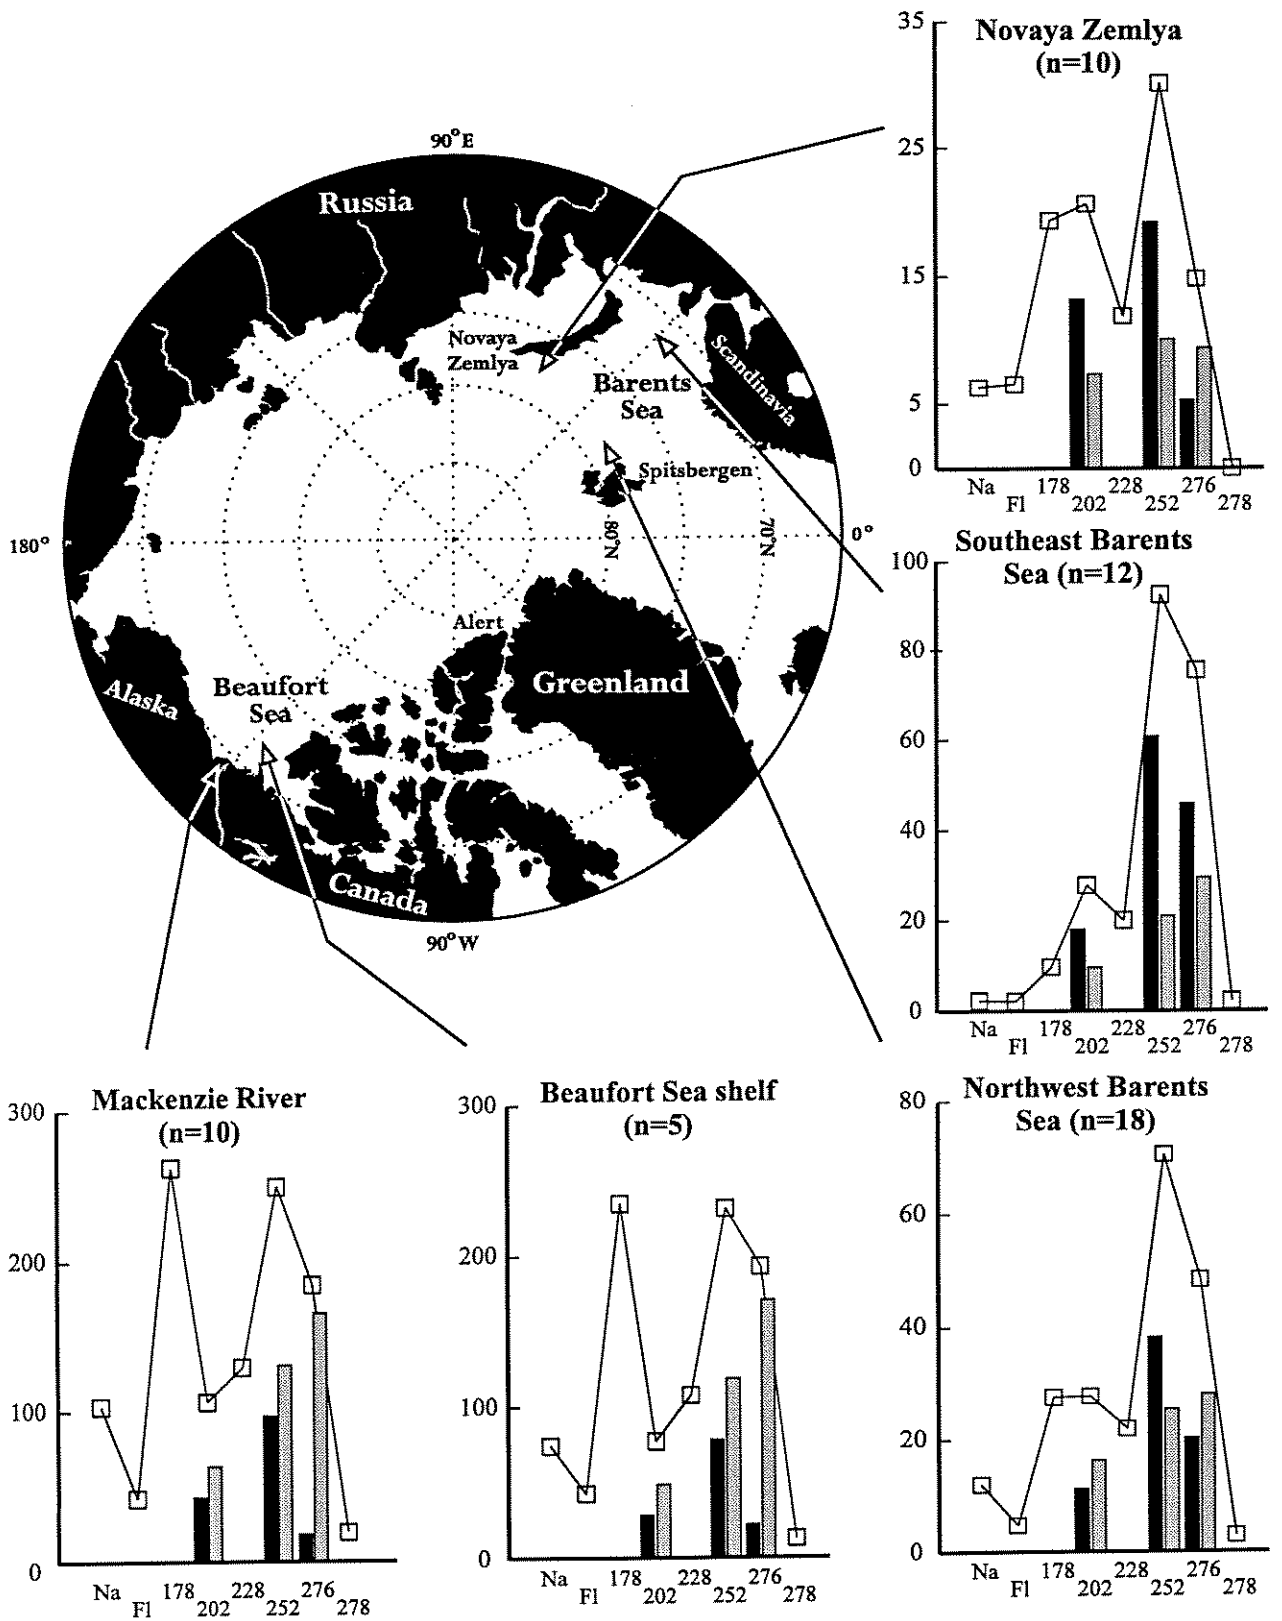 90°E
Russia
Novaya
Zemlya
Barents
Sea
Scandinavia
Spitsbergen
180°
0°
80°N
70°N
Alert
Greenland
Alaska
Beaufort
Sea
Canada
90°W
Novaya Zemlya
(n=10)
35
25
15
5
0
Na
Fl
178
202
228
252
276
278
Southeast Barents
Sea (n=12)
100
80
60
40
20
0
Na
Fl
178
202
228
252
276
278
Northwest Barents
Sea (n=18)
80
60
40
20
0
Na
Fl
178
202
228
252
276
278
Mackenzie River
(n=10)
300
200
100
0
Na
Fl
178
202
228
252
276
278
Beaufort Sea shelf
(n=5)
300
200
100
0
Na
Fl
178
202
228
252
276
278